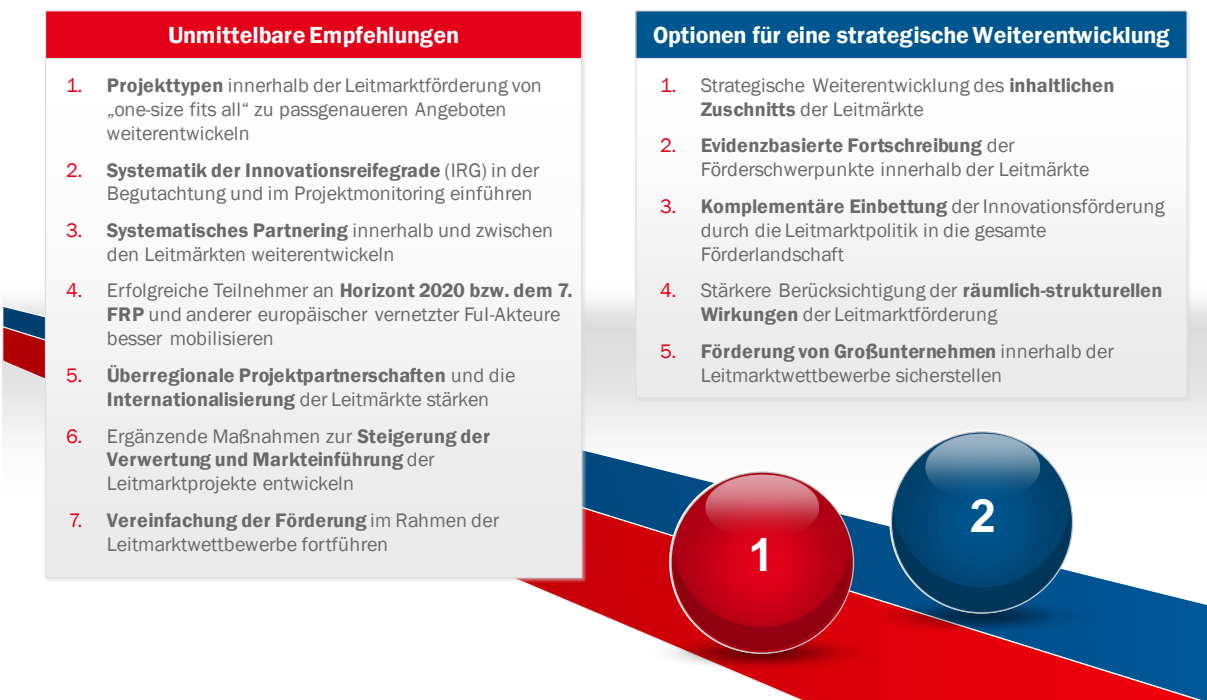 Unmittelbare Empfehlungen
1. Projekttypen innerhalb der Leitmarktförderung von
„one-size fits all“ zu passgenaueren Angeboten
weiterentwickeln
2. Systematik der Innovationsreifegrade (IRG) in der
Begutachtung und im Projektmonitoring einführen
3. Systematisches Partnering innerhalb und zwischen
den Leitmärkten weiterentwickeln
4. Erfolgreiche Teilnehmer an Horizont 2020 bzw. dem 7.
FRP und anderer europäischer vernetzter FuI-Akteure
besser mobilisieren
5. Überregionale Projektpartnerschaften und die
Internationalisierung der Leitmärkte stärken
6. Ergänzende Maßnahmen zur Steigerung der
Verwertung und Markteinführung der
Leitmarktprojekte entwickeln
7. Vereinfachung der Förderung im Rahmen der
Leitmarktwettbewerbe fortführen
Optionen für eine strategische Weiterentwicklung
1. Strategische Weiterentwicklung des inhaltlichen
Zuschnitts der Leitmärkte
2. Evidenzbasierte Fortschreibung der
Förderschwerpunkte innerhalb der Leitmärkte
3. Komplementäre Einbettung der Innovationsförderung
durch die Leitmarktpolitik in die gesamte
Förderlandschaft
4. Stärkere Berücksichtigung der räumlich-strukturellen
Wirkungen der Leitmarktförderung
5. Förderung von Großunternehmen innerhalb der
Leitmarktwettbewerbe sicherstellen
1
2